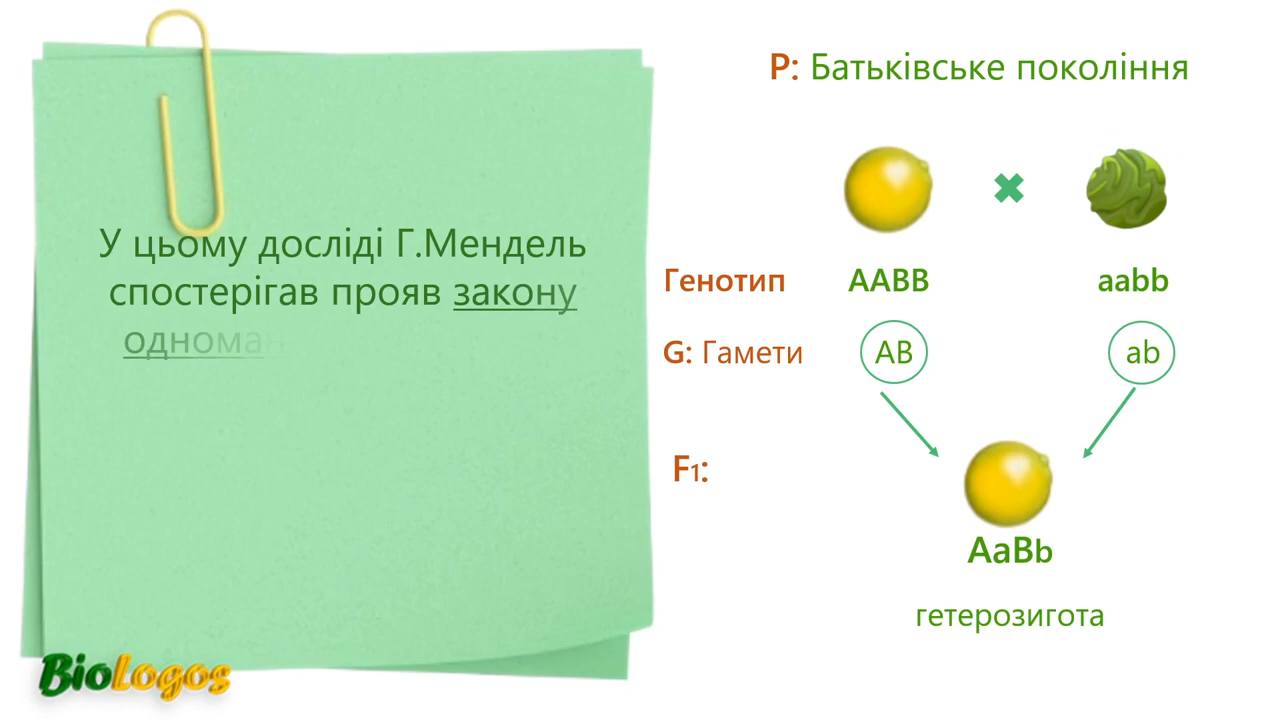 У цьому досліді Г.Мендель
спостерігав прояв закону
P: Батьківське покоління
Генотип AABB aabb
G: Гамети AB ab
F1:
AaBb
гетерозигота
BioLogos